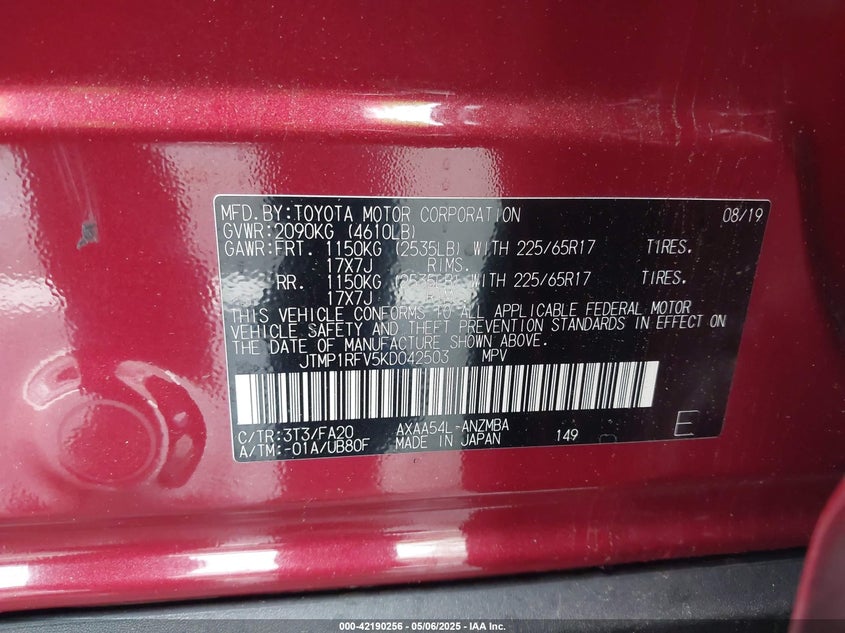 MFD.BY:TOYOTA MOTOR CORPORATION 08/19
GVWR:2090KG (4610LB)
GAWR:FRT. 1150KG (2535LB) WITH 225/65R17 TIRES.
17X7J RIMS.
RR. 1150KG (2535LB) WITH 225/65R17 TIRES.
17X7J
THIS VEHICLE CONFORMS TO ALL APPLICABLE FEDERAL MOTOR
VEHICLE SAFETY AND THEFT PREVENTION STANDARDS IN EFFECT ON
THE DATE OF MANUFACTURE SHOWN ABOVE.
JTMP1RFV5KD042503 MPV
C/TR:3T3/FA20 AXAA54L-ANZMBA
A/TM:-01A/UB80F MADE IN JAPAN 149 E
000-42190256 - 05/06/2025 - IAA Inc.